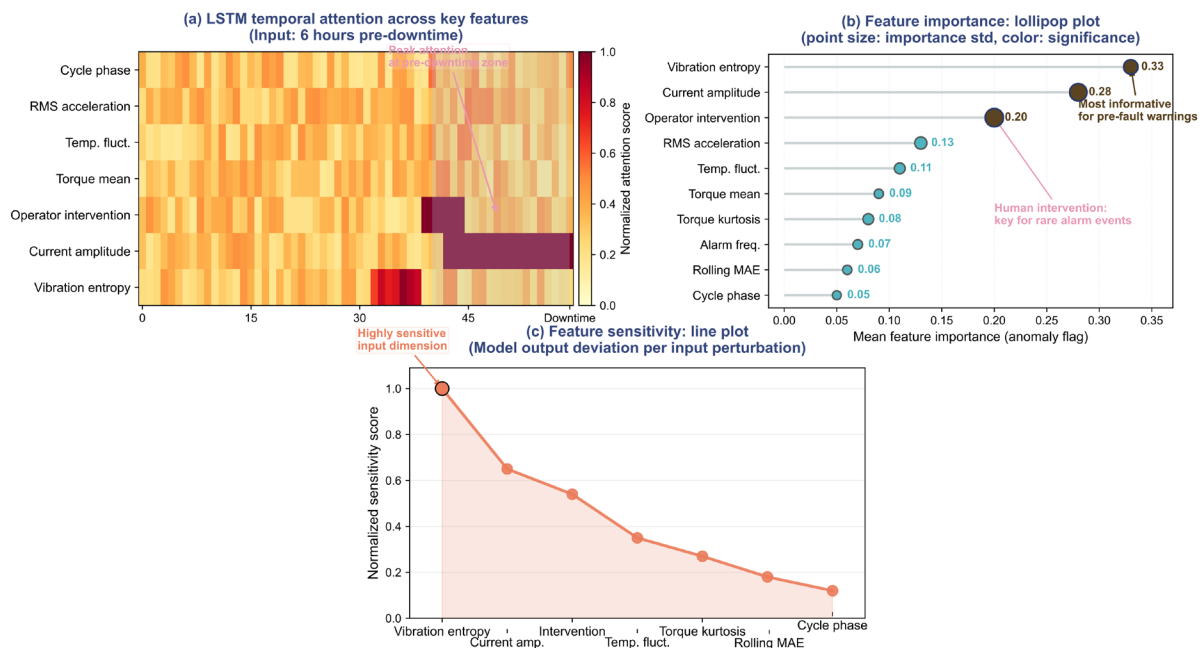 (a) LSTM temporal attention across key features
(Input: 6 hours pre-downtime)
Peak attention
at pre-downtime zone
Cycle phase
RMS acceleration
Temp. fluct.
Torque mean
Operator intervention
Current amplitude
Vibration entropy
0
15
30
45
Downtime
1.0
0.8
0.6
0.4
0.2
0.0
Normalized attention score
(b) Feature importance: lollipop plot
(point size: importance std, color: significance)
Vibration entropy
0.33
Current amplitude
0.28
Most informative
for pre-fault warnings
Operator intervention
0.20
RMS acceleration
0.13
Temp. fluct.
0.11
Torque mean
0.09
Human intervention:
key for rare alarm events
Torque kurtosis
0.08
Alarm freq.
0.07
Rolling MAE
0.06
Cycle phase
0.05
0.00
0.05
0.10
0.15
0.20
0.25
0.30
0.35
Mean feature importance (anomaly flag)
(c) Feature sensitivity: line plot
(Model output deviation per input perturbation)
Highly sensitive
input dimension
Normalized sensitivity score
1.0
0.8
0.6
0.4
0.2
0.0
Vibration entropy
Current amp.
Intervention
Temp. fluct.
Torque kurtosis
Rolling MAE
Cycle phase